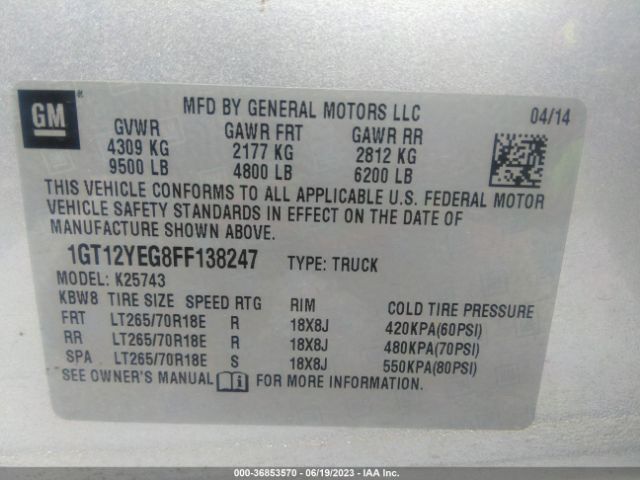 GM
MFD BY GENERAL MOTORS LLC 04/14
GVWR GAWR FRT GAWR RR
4309 KG 2177 KG 2812 KG
9500 LB 4800 LB 6200 LB
THIS VEHICLE CONFORMS TO ALL APPLICABLE U.S. FEDERAL MOTOR
VEHICLE SAFETY STANDARDS IN EFFECT ON THE DATE OF
MANUFACTURE SHOWN ABOVE.
1GT12YEG8FF138247 TYPE: TRUCK
MODEL: K25743
KBW8 TIRE SIZE SPEED RTG RIM COLD TIRE PRESSURE
FRT LT265/70R18E R 18X8J 420KPA(60PSI)
RR LT265/70R18E R 18X8J 480KPA(70PSI)
SPA LT265/70R18E S 18X8J 550KPA(80PSI)
SEE OWNER'S MANUAL FOR MORE INFORMATION.
000-36853570 - 06/19/2023 - IAA Inc.